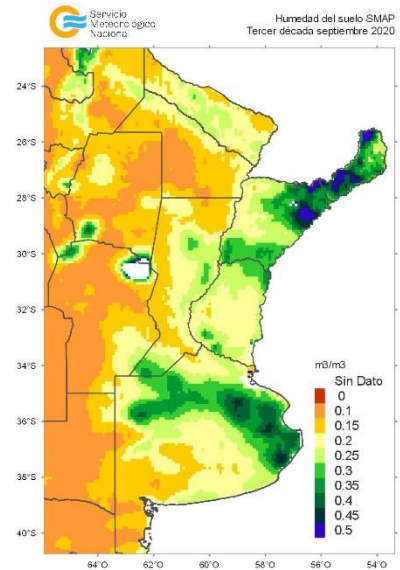 Servicio
Meteorológico
Nacional
Humedad del suelo SMAP
Tercer década septiembre 2020
24°S
26°S
28°S
30°S
32°S
34°S
36°S
38°S
40°S
m3/m3
Sin Dato
0
0.1
0.15
0.2
0.25
0.3
0.35
0.4
0.45
0.5
64°O
62°O
60°O
58°O
56°O
54°O